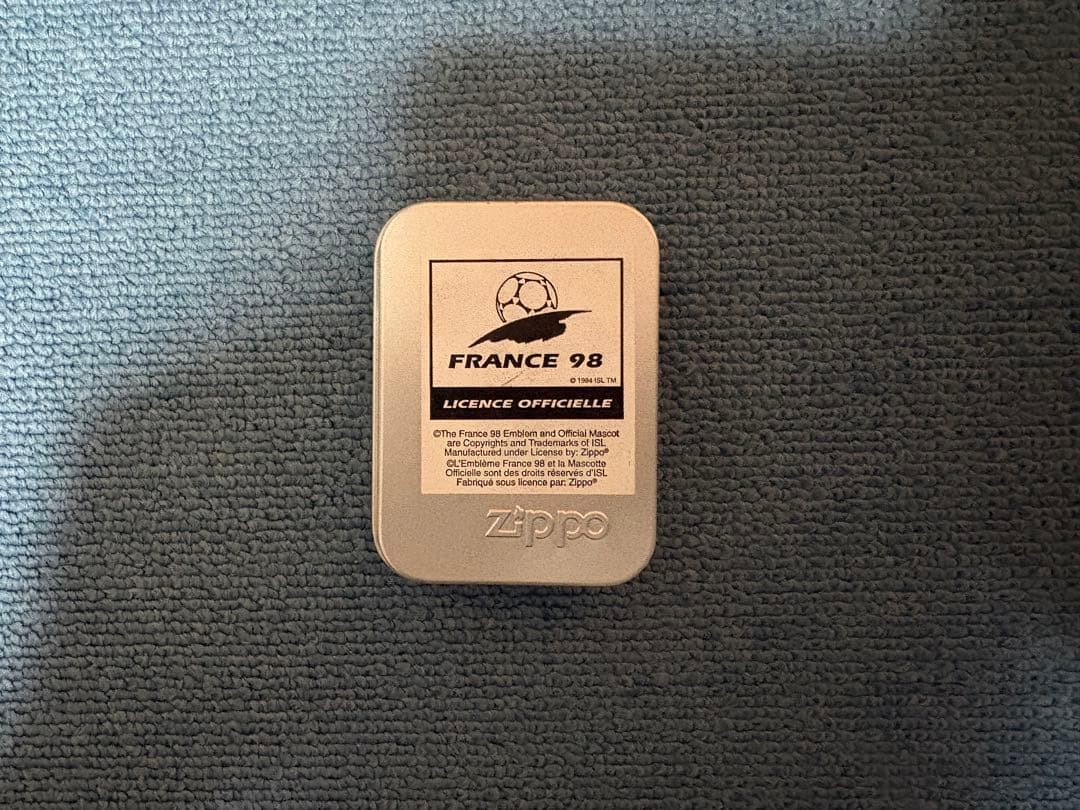 FRANCE 98
© 1994 ISL TM
LICENCE OFFICIELLE
©The France 98 Emblem and Official Mascot
are Copyrights and Trademarks of ISL
Manufactured under License by: Zippo®
©L'Emblème France 98 et la Mascotte
Officielle sont des droits réservés d'ISL
Fabriqué sous licence par: Zippo®
Zippo